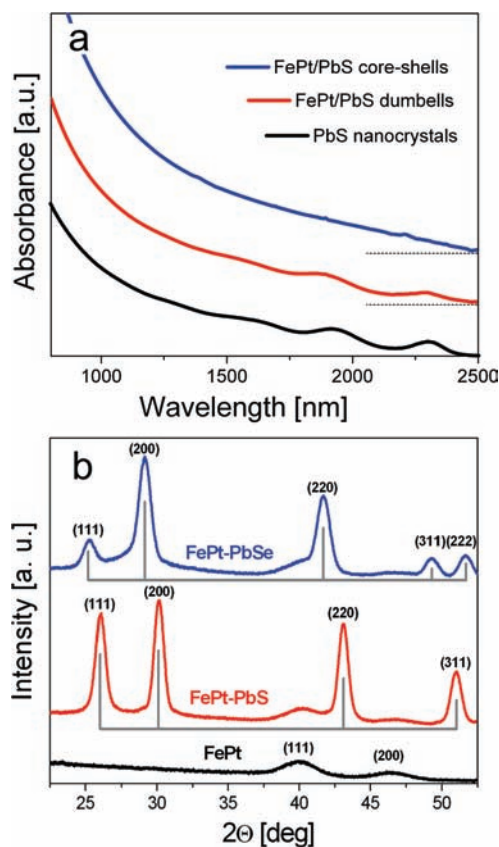 a
Absorbance [a.u.]
FePt/PbS core-shells
FePt/PbS dumbells
PbS nanocrystals
1000 1500 2000 2500
Wavelength [nm]
b
Intensity [a. u.]
(111) (200) (220) (311) (222)
FePt-PbSe
(111) (200) (220) (311)
FePt-PbS
FePt
(111) (200)
25 30 35 40 45 50
2Θ [deg]